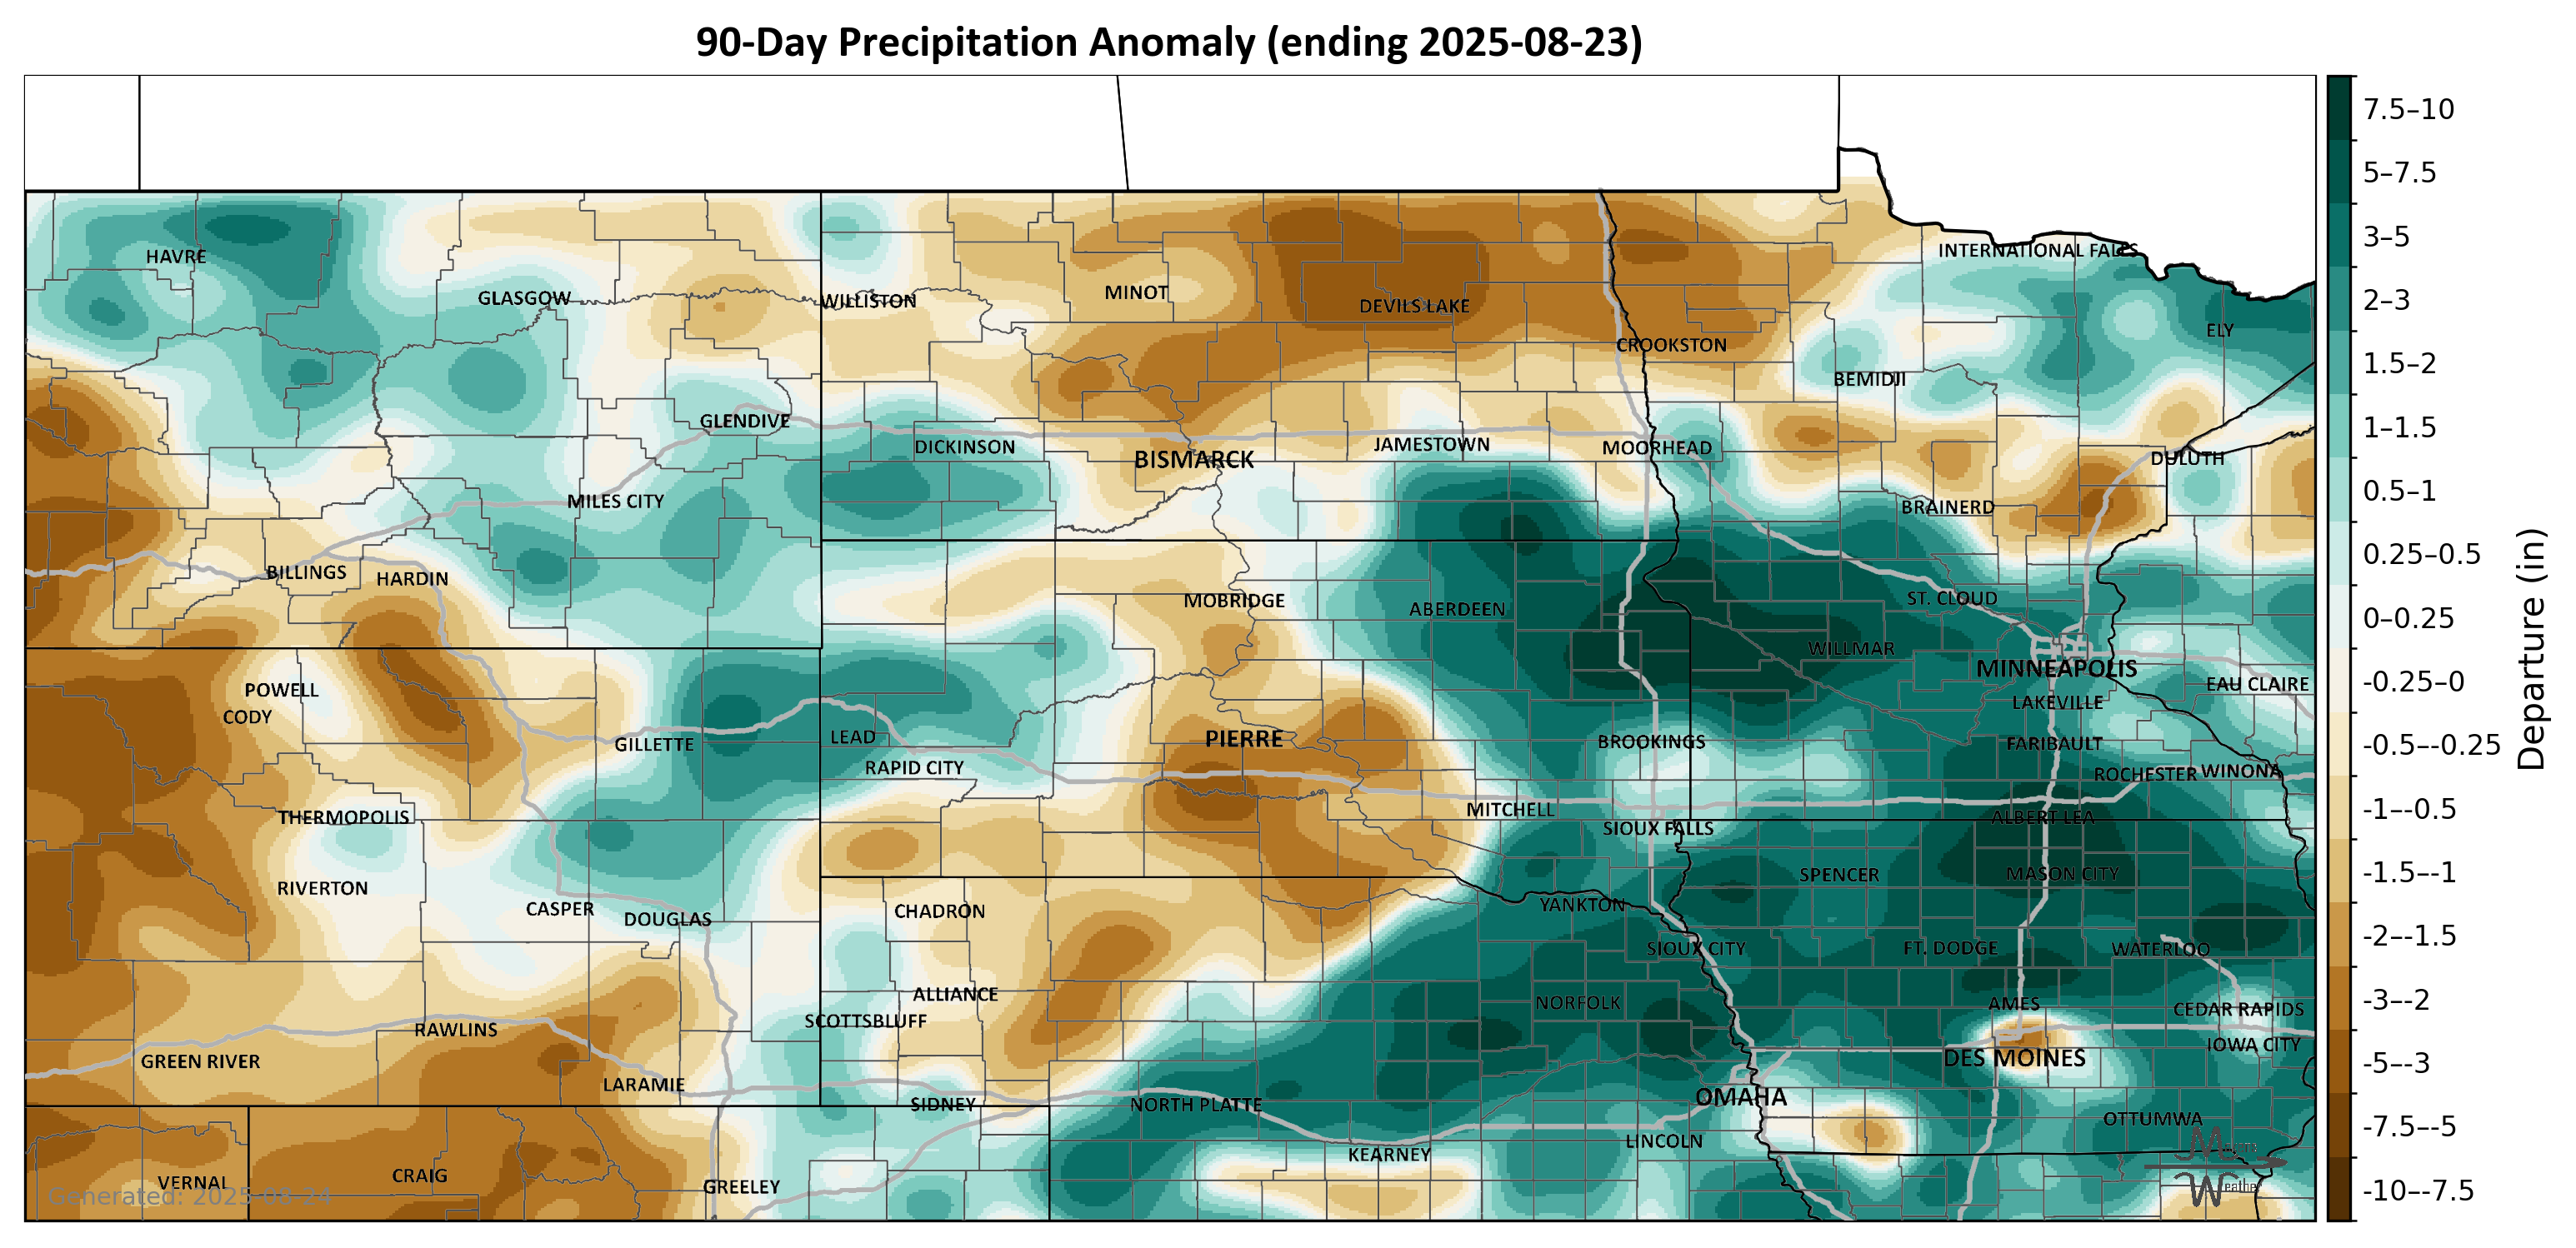 90-Day Precipitation Anomaly (ending 2025-08-23)
HAVRE
GLASGOW
WILLISTON
MINOT
DEVILS LAKE
CROOKSTON
INTERNATIONAL FALLS
ELY
BEMIDJI
GLENDIVE
DICKINSON
BISMARCK
JAMESTOWN
MOORHEAD
DULUTH
MILES CITY
BRAINERD
BILLINGS
HARDIN
MOBRIDGE
ABERDEEN
ST. CLOUD
WILLMAR
MINNEAPOLIS
EAU CLAIRE
POWELL
CODY
LAKEVILLE
GILLETTE
LEAD
PIERRE
BROOKINGS
FARIBAULT
RAPID CITY
ROCHESTER
WINONA
THERMOPOLIS
MITCHELL
ALBERT LEA
SIOUX FALLS
RIVERTON
SPENCER
MASON CITY
CASPER
DOUGLAS
CHADRON
YANKTON
SIOUX CITY
FT. DODGE
WATERLOO
ALLIANCE
NORFOLK
AMES
CEDAR RAPIDS
SCOTTSBLUFF
RAWLINS
IOWA CITY
GREEN RIVER
DES MOINES
LARAMIE
OMAHA
SIDNEY
NORTH PLATTE
OTTUMWA
LINCOLN
KEARNEY
VERNAL
CRAIG
GREELEY
Generated: 2025-08-24
7.5–10
5–7.5
3–5
2–3
1.5–2
1–1.5
0.5–1
0.25–0.5
0–0.25
-0.25–0
-0.5–-0.25
-1–-0.5
-1.5–-1
-2–-1.5
-3–-2
-5–-3
-7.5–-5
-10–-7.5
Departure (in)